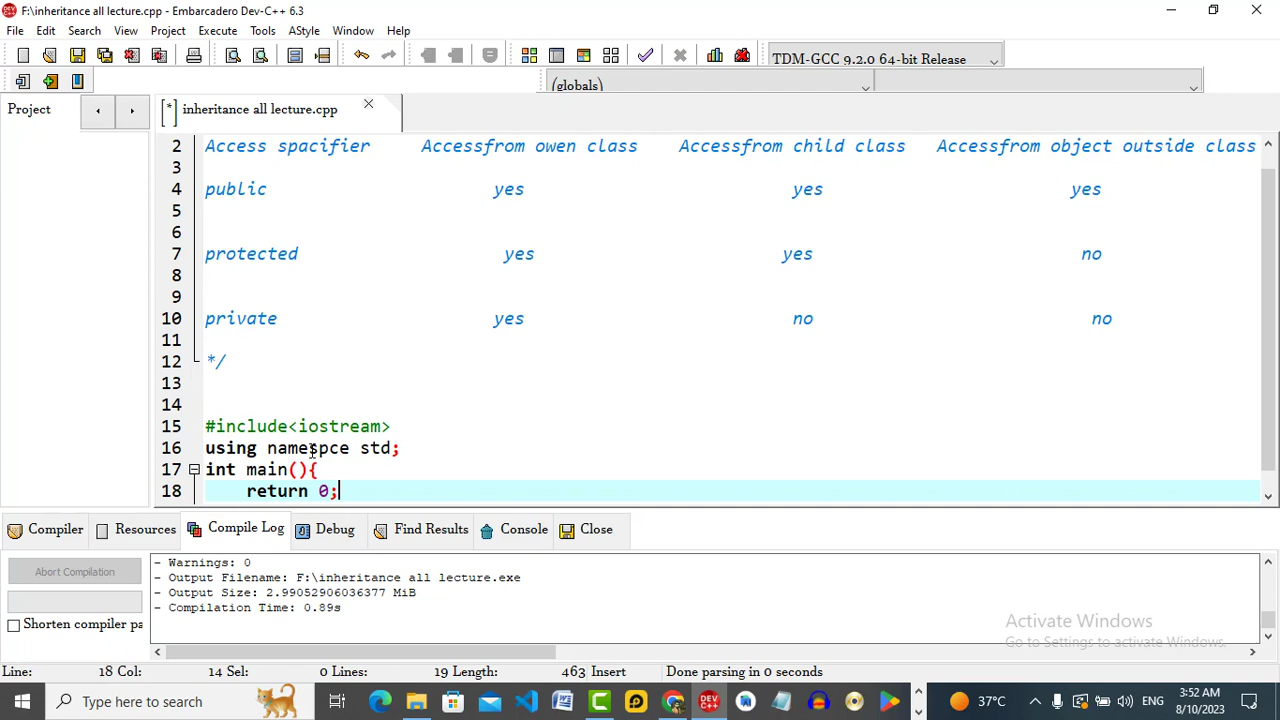 F:\inheritance all lecture.cpp - Embarcadero Dev-C++ 6.3
File Edit Search View Project Execute Tools AStyle Window Help
TDM-GCC 9.2.0 64-bit Release
(globals)
Project
[*] inheritance all lecture.cpp
2 Access spacifier Accessfrom owen class Accessfrom child class Accessfrom object outside class
3
4 public yes yes yes
5
6
7 protected yes yes no
8
9
10 private yes no no
11
12 */
13
14
15 #include<iostream>
16 using namespce std;
17 int main(){
18 return 0;
Compiler Resources Compile Log Debug Find Results Console Close
Abort Compilation
Shorten compiler pa
- Warnings: 0
- Output Filename: F:\inheritance all lecture.exe
- Output Size: 2.99052906036377 MiB
- Compilation Time: 0.89s
Activate Windows
Go to Settings to activate Windows.
Line: 18 Col: 14 Sel: 0 Lines: 19 Length: 463 Insert Done parsing in 0 seconds
Type here to search
37°C
ENG
3:52 AM
8/10/2023